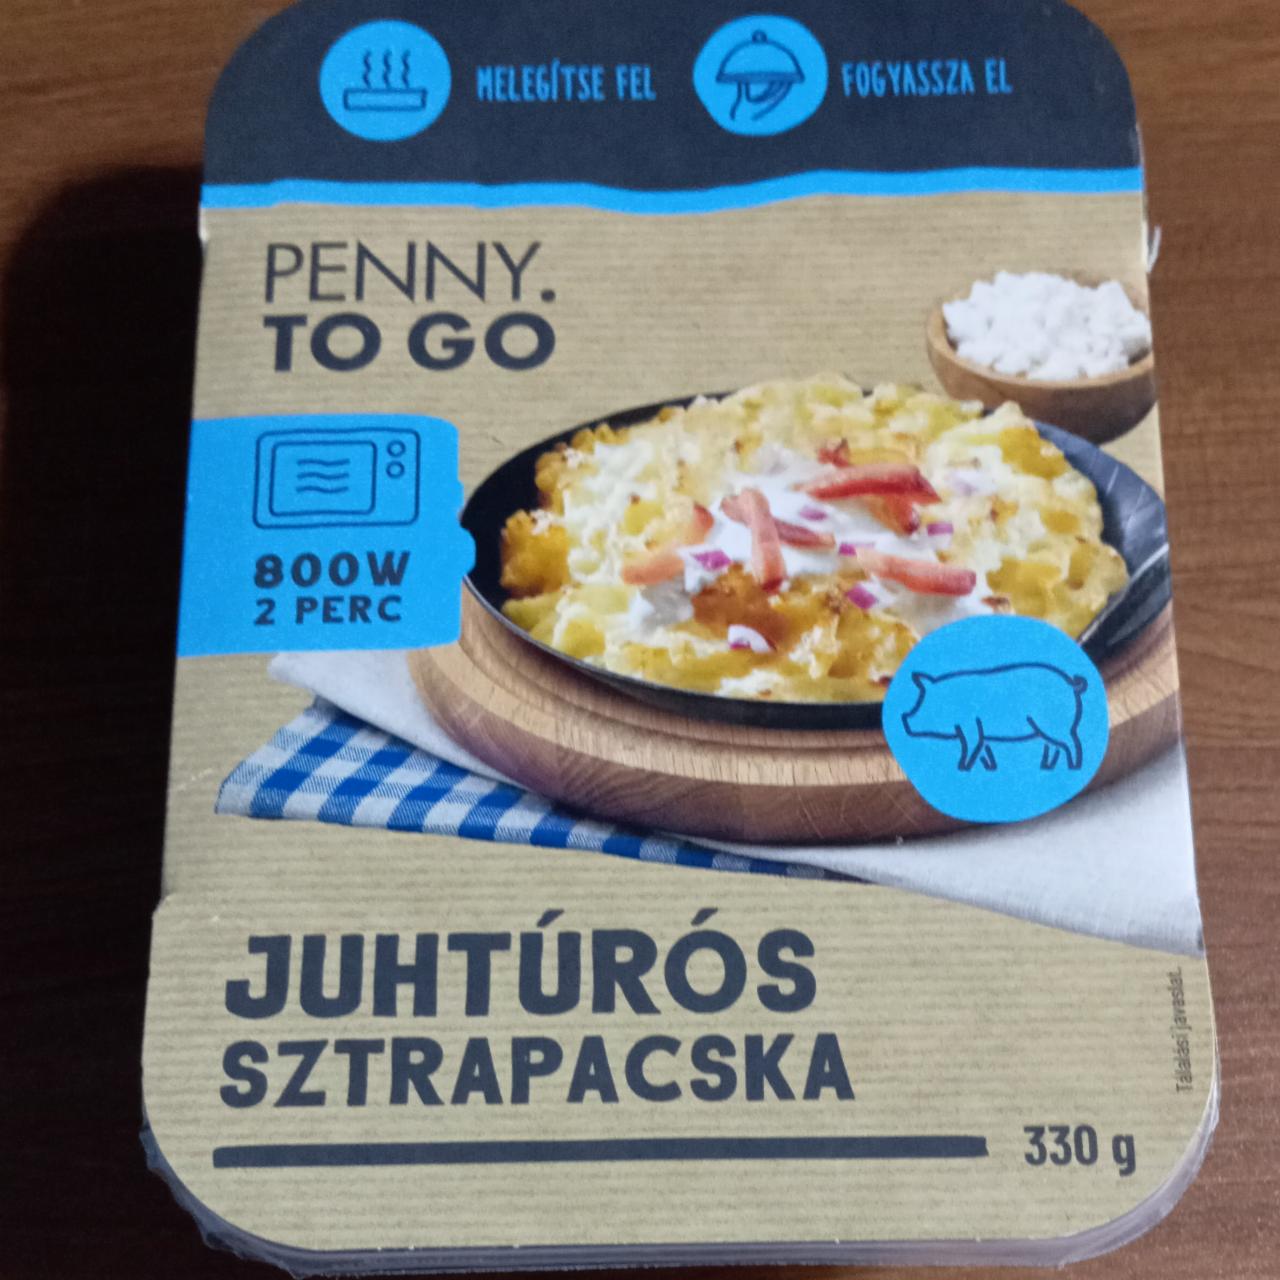 MELEGÍTSE FEL
FOGYASSZA EL
PENNY.
TO GO
800W
2 PERC
JUHTÚRÓS
SZTRAPACSKA
330 g
Tálalási javaslat.